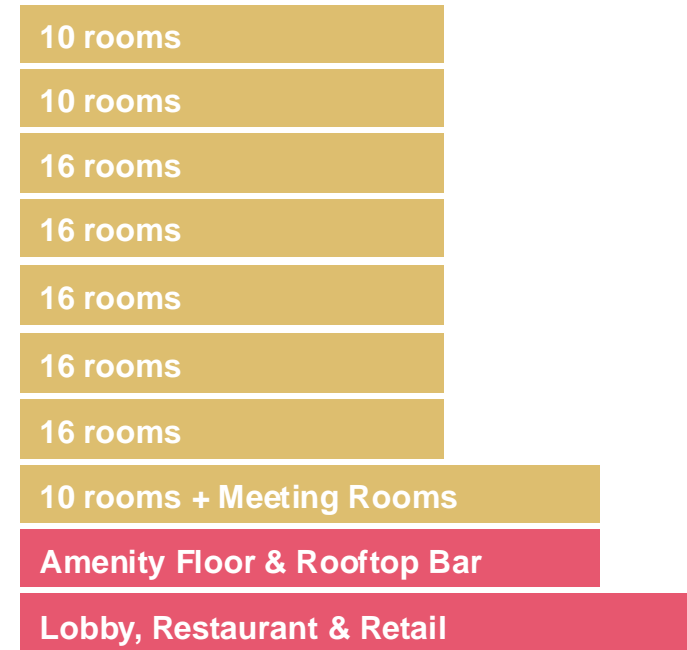 10 rooms
10 rooms
16 rooms
16 rooms
16 rooms
16 rooms
16 rooms
10 rooms + Meeting Rooms
Amenity Floor & Rooftop Bar
Lobby, Restaurant & Retail